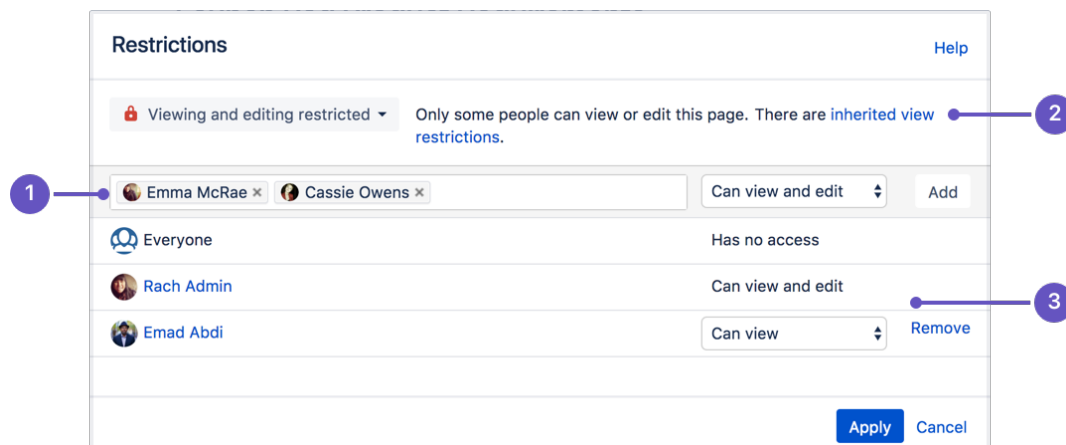 Restrictions
Help
Viewing and editing restricted
Only some people can view or edit this page. There are inherited view
restrictions.
2
1
Emma McRae ×
Cassie Owens ×
Can view and edit
Add
Everyone
Has no access
Rach Admin
Can view and edit
3
Emad Abdi
Can view
Remove
Apply
Cancel